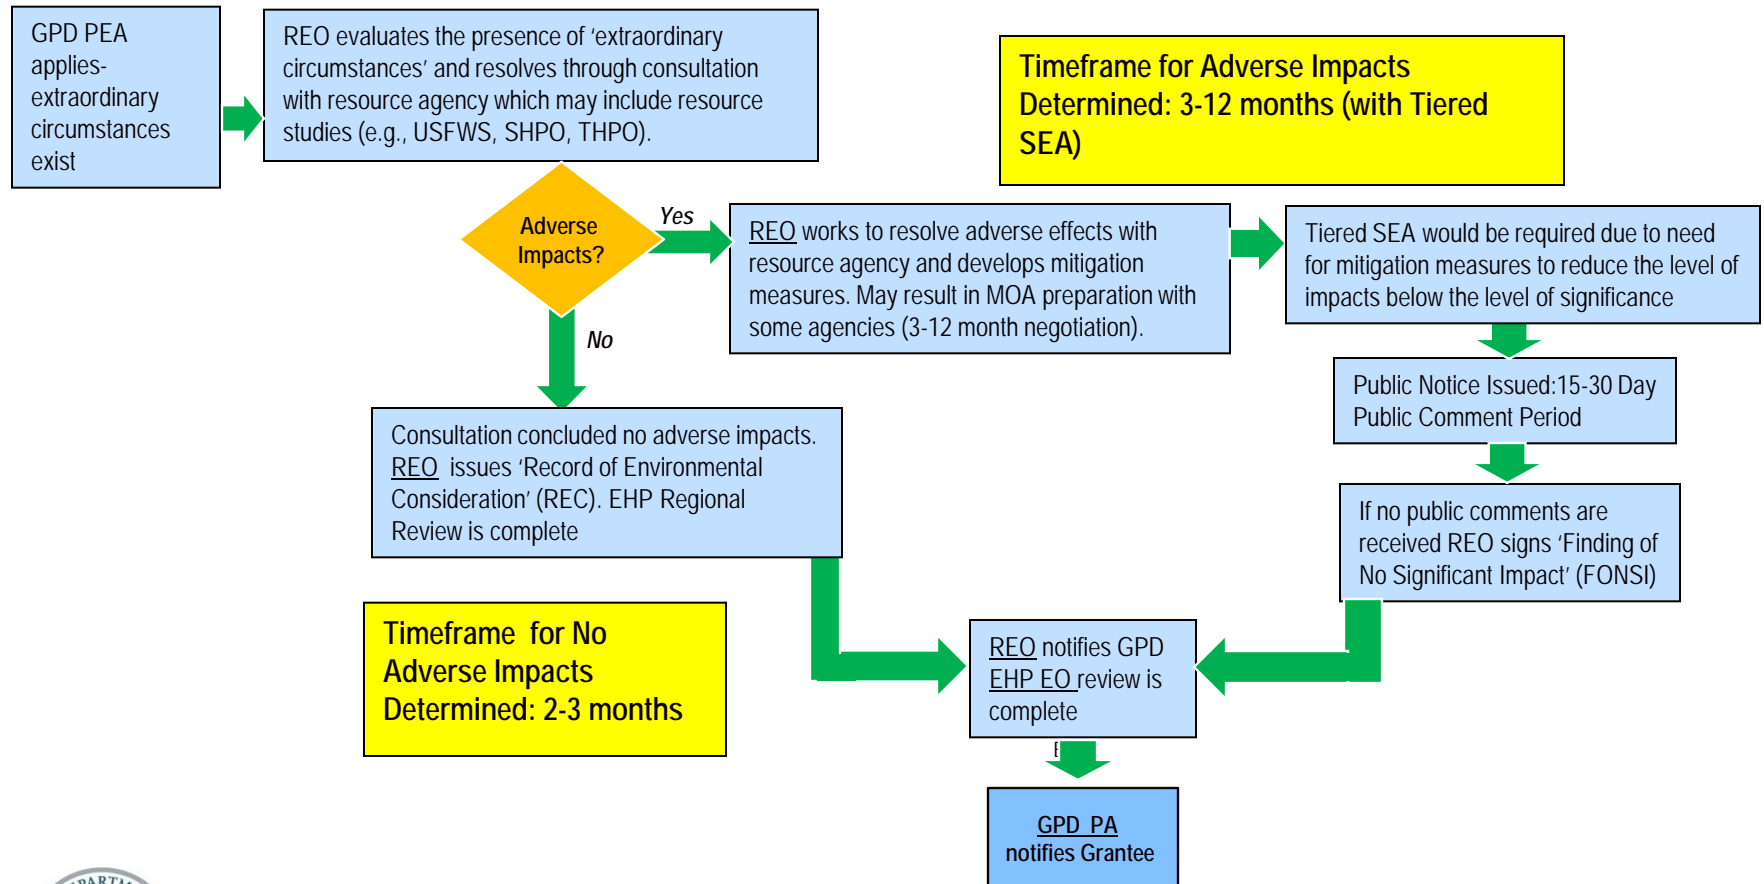 GPD PEA
applies-
extraordinary
circumstances
exist
REO evaluates the presence of ‘extraordinary
circumstances’ and resolves through consultation
with resource agency which may include resource
studies (e.g., USFWS, SHPO, THPO).
Timeframe for Adverse Impacts
Determined: 3-12 months (with Tiered
SEA)
Adverse
Impacts?
Yes
REO works to resolve adverse effects with
resource agency and develops mitigation
measures. May result in MOA preparation with
some agencies (3-12 month negotiation).
Tiered SEA would be required due to need
for mitigation measures to reduce the level of
impacts below the level of significance
No
Public Notice Issued:15-30 Day
Public Comment Period
Consultation concluded no adverse impacts.
REO issues ‘Record of Environmental
Consideration’ (REC). EHP Regional
Review is complete
If no public comments are
received REO signs ‘Finding of
No Significant Impact’ (FONSI)
Timeframe for No
Adverse Impacts
Determined: 2-3 months
REO notifies GPD
EHP EO review is
complete
GPD PA
notifies Grantee